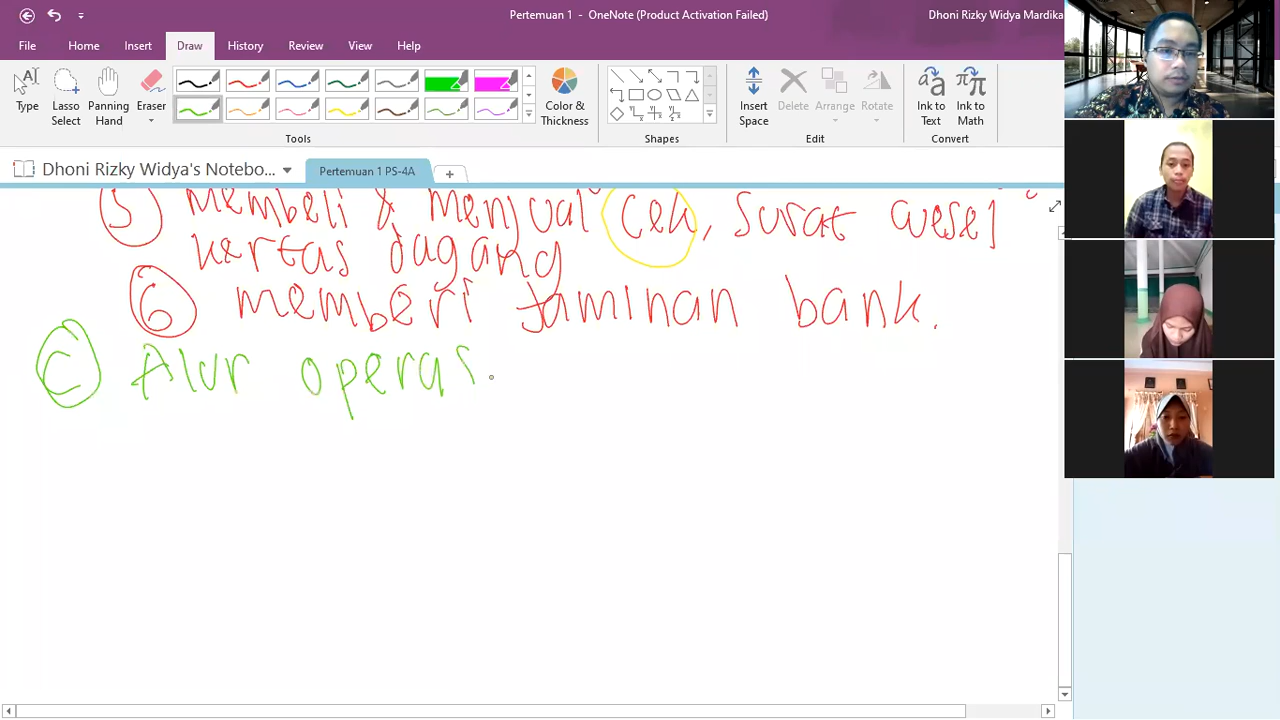 Pertemuan 1 - OneNote (Product Activation Failed)
Dhoni Rizky Widya Mardika
File Home Insert Draw History Review View Help
Type
Lasso Select
Panning Hand
Eraser
Color & Thickness
Insert Space
Delete
Arrange
Rotate
Ink to Text
Ink to Math
Tools
Shapes
Edit
Convert
Dhoni Rizky Widya's Notebo...
Pertemuan 1 PS-4A
5 membeli & menjual cek, surat wesel
kertas dagang
6 memberi jaminan bank.
C Alur operas